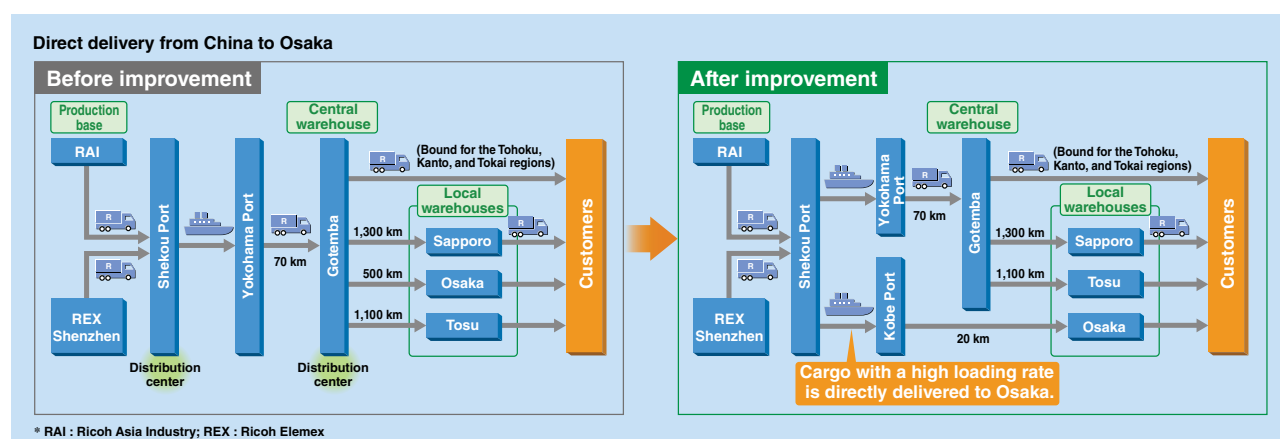 Direct delivery from China to Osaka
Before improvement
Production
base
Central
warehouse
RAI
R
R
REX
Shenzhen
Shekou Port
Distribution
center
Yokohama Port
R
70 km
Gotemba
Distribution
center
R
(Bound for the Tohoku,
Kanto, and Tokai regions)
Local
warehouses
R
1,300 km
Sapporo
500 km
Osaka
1,100 km
Tosu
Customers
After improvement
Production
base
Central
warehouse
RAI
R
R
REX
Shenzhen
Shekou Port
Yokohama
Port
R
70 km
Gotemba
R
(Bound for the Tohoku,
Kanto, and Tokai regions)
Local
warehouses
R
1,300 km
Sapporo
1,100 km
Tosu
Kobe Port
20 km
Osaka
Customers
Cargo with a high loading rate
is directly delivered to Osaka.
* RAI : Ricoh Asia Industry; REX : Ricoh Elemex